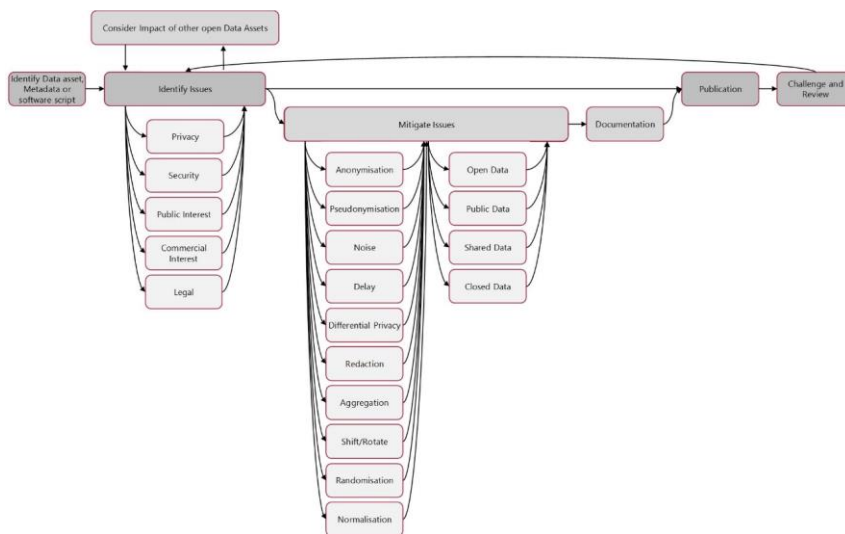 Consider Impact of other open Data Assets
Identify Data asset,
Metadata or
software script
Identify Issues
Publication
Challenge and
Review
Mitigate Issues
Documentation
Privacy
Security
Public Interest
Commercial
Interest
Legal
Anonymisation
Pseudonymisation
Noise
Delay
Differential Privacy
Redaction
Aggregation
Shift/Rotate
Randomisation
Normalisation
Open Data
Public Data
Shared Data
Closed Data